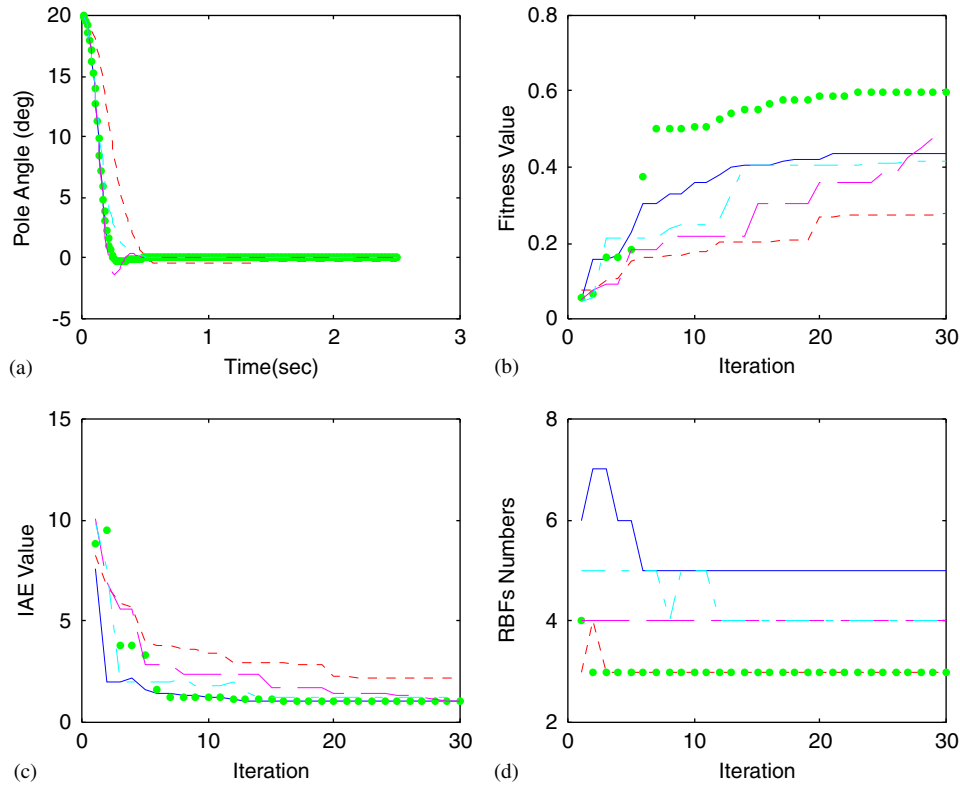 20
15
10
5
0
-5
0
1
2
3
Pole Angle (deg)
Time(sec)
(a)
0.8
0.6
0.4
0.2
0
0
10
20
30
Fitness Value
Iteration
(b)
15
10
5
0
0
10
20
30
IAE Value
Iteration
(c)
8
6
4
2
0
10
20
30
RBFs Numbers
Iteration
(d)